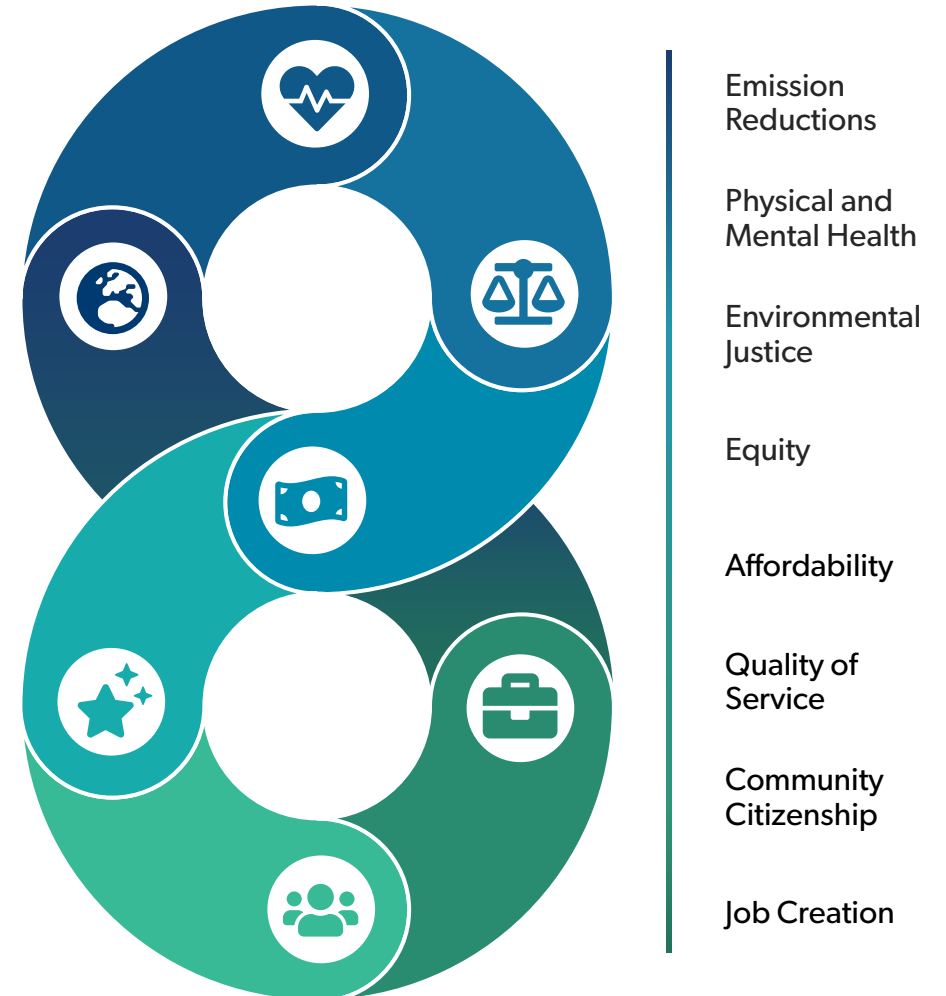 Emission
Reductions
Physical and
Mental Health
Environmental
Justice
Equity
Affordability
Quality of
Service
Community
Citizenship
Job Creation